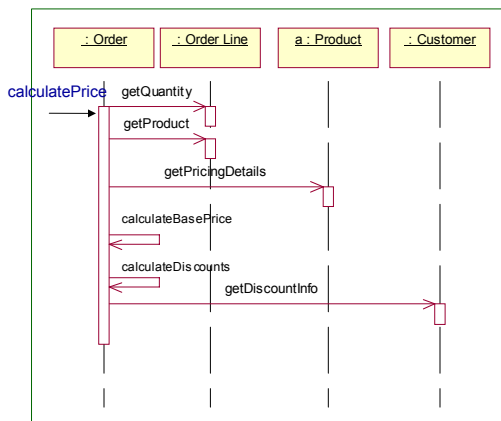 : Order
: Order Line
a : Product
: Customer
calculatePrice
getQuantity
getProduct
getPricingDetails
calculateBasePrice
calculateDiscounts
getDiscountInfo